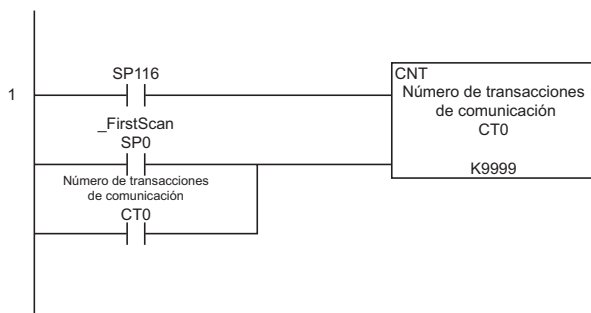 SP116
1
CNT
Número de transacciones
de comunicación
CT0
K9999
_FirstScan
SP0
Número de transacciones
de comunicación
CT0